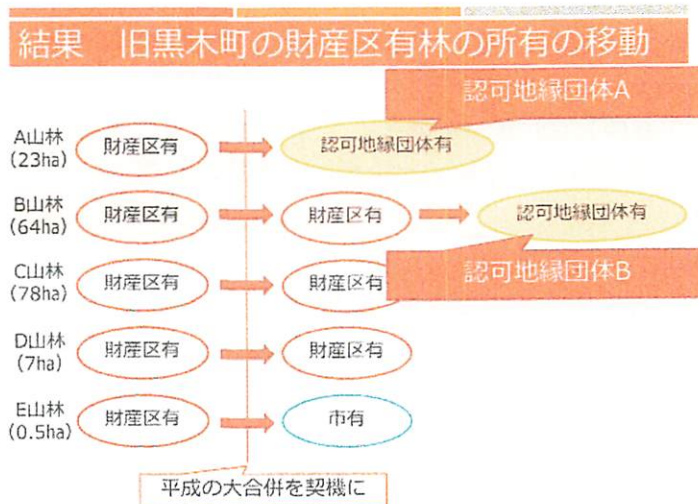 結果　旧黒木町の財産区有林の所有の移動
認可地縁団体A
A山林
(23ha)
財産区有
認可地縁団体有
B山林
(64ha)
財産区有
財産区有
認可地縁団体有
認可地縁団体B
C山林
(78ha)
財産区有
財産区有
D山林
(7ha)
財産区有
財産区有
E山林
(0.5ha)
財産区有
市有
平成の大合併を契機に